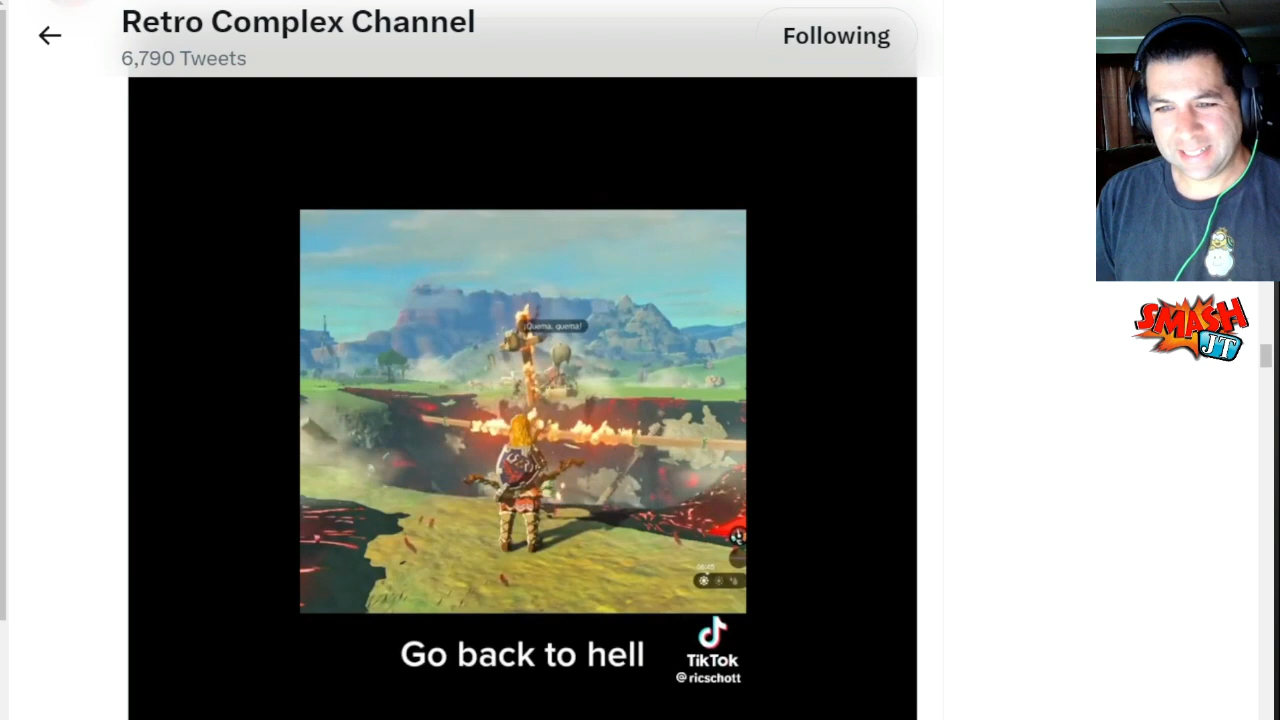 Retro Complex Channel
Following
6,790 Tweets
¡Quema, quema!
SMASH
JT
Go back to hell
TikTok
@ricschott